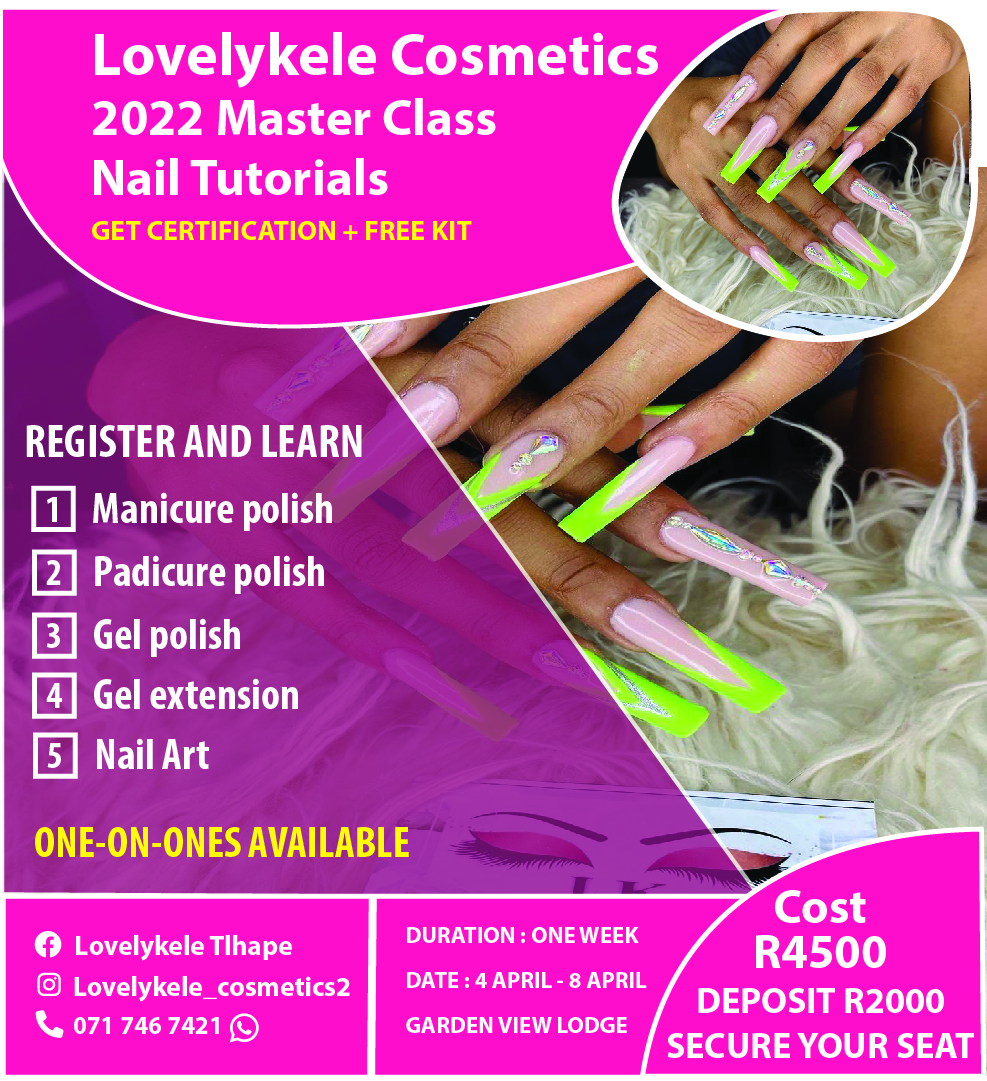 Lovelykele Cosmetics
2022 Master Class
Nail Tutorials
GET CERTIFICATION + FREE KIT
REGISTER AND LEARN
1 Manicure polish
2 Padicure polish
3 Gel polish
4 Gel extension
5 Nail Art
ONE-ON-ONES AVAILABLE
Lovelykele Tlhape
Lovelykele_cosmetics2
071 746 7421
DURATION : ONE WEEK
DATE : 4 APRIL - 8 APRIL
GARDEN VIEW LODGE
Cost
R4500
DEPOSIT R2000
SECURE YOUR SEAT